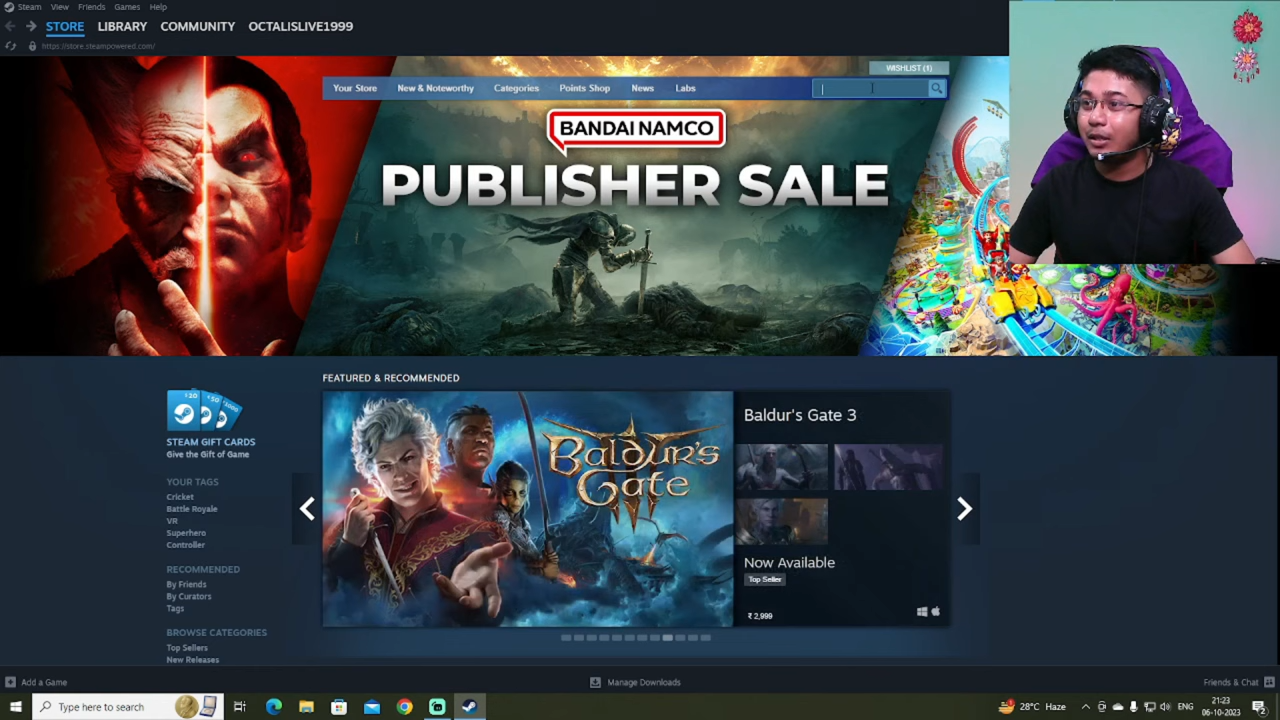 Steam View Friends Games Help
STORE LIBRARY COMMUNITY OCTALISLIVE1999
https://store.steampowered.com/
WISHLIST (1)
Your Store New & Noteworthy Categories Points Shop News Labs
BANDAI NAMCO
PUBLISHER SALE
FEATURED & RECOMMENDED
STEAM GIFT CARDS
Give the Gift of Game
YOUR TAGS
Cricket
Battle Royale
VR
Superhero
Controller
RECOMMENDED
By Friends
By Curators
Tags
BROWSE CATEGORIES
Top Sellers
New Releases
Baldur's Gate
Baldur's Gate 3
Now Available
Top Seller
₹ 2,999
Add a Game
Manage Downloads
Friends & Chat
Type here to search
28°C Haze
ENG
21:23
06-10-2023
2